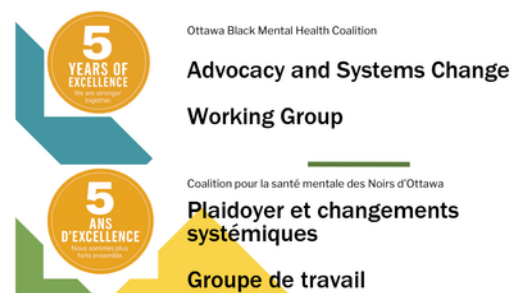 5
YEARS OF
EXCELLENCE
We are stronger
together.
Ottawa Black Mental Health Coalition
Advocacy and Systems Change
Working Group
5
ANS
D'EXCELLENCE
Nous sommes plus
forts ensemble.
Coalition pour la santé mentale des Noirs d'Ottawa
Plaidoyer et changements
systémiques
Groupe de travail